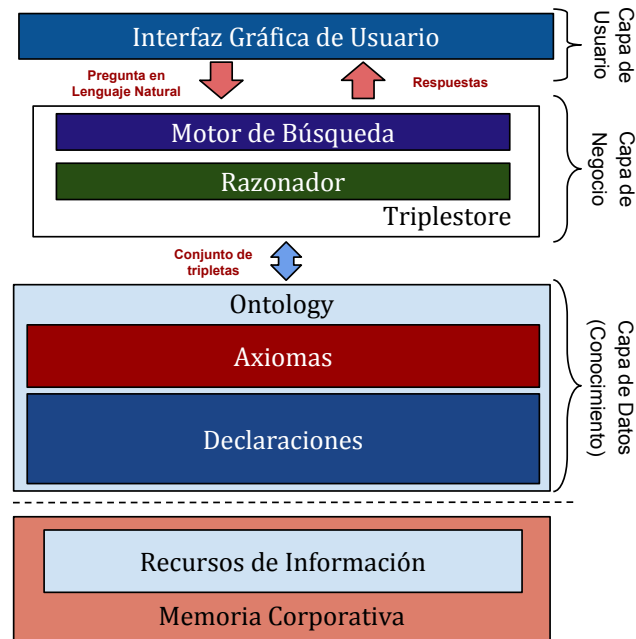 Interfaz Gráfica de Usuario
Capa de
Usuario
Pregunta en
Lenguaje Natural
Respuestas
Motor de Búsqueda
Razonador
Triplestore
Capa de
Negocio
Conjunto de
tripletas
Ontology
Axiomas
Declaraciones
Capa de Datos
(Conocimiento)
Recursos de Información
Memoria Corporativa